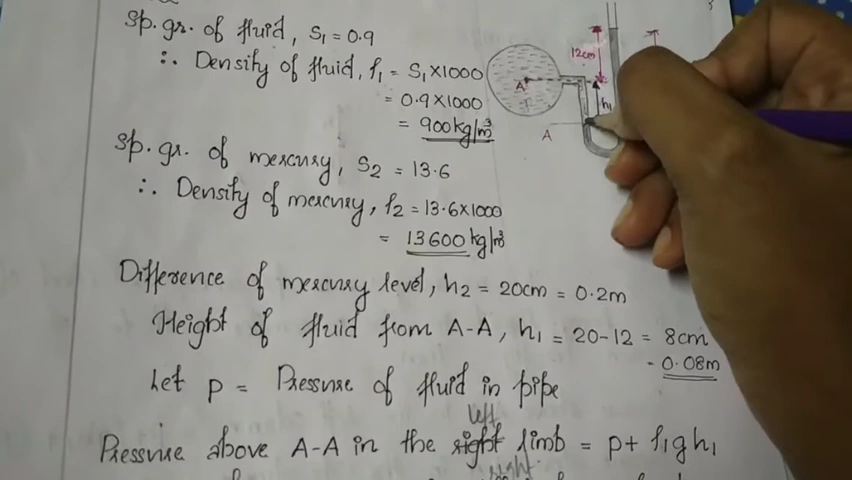 Sp.gr. of fluid, S₁ = 0.9
∴ Density of fluid, ρ₁ = S₁ × 1000
= 0.9 × 1000
= 900 kg/m³
Sp.gr. of mercury, S₂ = 13.6
∴ Density of mercury, ρ₂ = 13.6 × 1000
= 13600 kg/m³
Difference of mercury level, h₂ = 20cm = 0.2m
Height of fluid from A-A, h₁ = 20-12 = 8cm
- 0.08m
Let p = Pressure of fluid in pipe
left
Pressure above A-A in the right limb = p + ρ₁gh₁
right
12cm
A
h₁
A